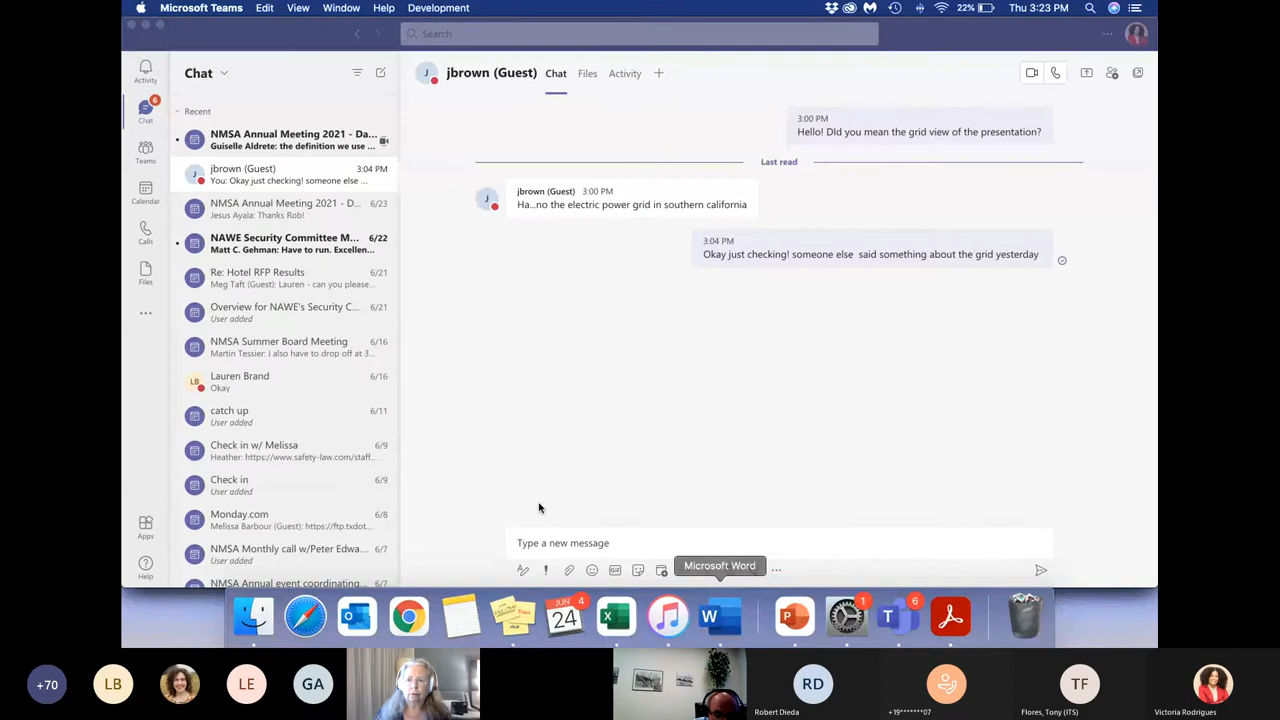 Microsoft Teams Edit View Window Help Development
22% Thu 3:23 PM
Search
Activity
Chat
6
Teams
Calendar
Calls
Files
Apps
Help
Chat
Recent
NMSA Annual Meeting 2021 - Da...
Guiselle Aldrete: the definition we use ...
jbrown (Guest) 3:04 PM
You: Okay just checking! someone else ...
NMSA Annual Meeting 2021 - D... 6/23
Jesus Ayala: Thanks Rob!
NAWE Security Committee M... 6/22
Matt C. Gehman: Have to run. Excellen...
Re: Hotel RFP Results 6/21
Meg Taft (Guest): Lauren - can you please...
Overview for NAWE's Security C... 6/21
User added
NMSA Summer Board Meeting 6/16
Martin Tessier: I also have to drop off at 3...
LB
Lauren Brand 6/16
Okay
catch up 6/11
User added
Check in w/ Melissa 6/9
Heather: https://www.safety-law.com/staff...
Check in 6/9
User added
Monday.com 6/8
Melissa Barbour (Guest): https://ftp.txdot...
NMSA Monthly call w/Peter Edwa... 6/7
User added
NMSA Annual event coordinating... 6/7
J jbrown (Guest) Chat Files Activity
3:00 PM
Hello! DId you mean the grid view of the presentation?
Last read
jbrown (Guest) 3:00 PM
Ha...no the electric power grid in southern california
3:04 PM
Okay just checking! someone else said something about the grid yesterday
Type a new message
GIF
Microsoft Word
JUN 4
24
X
W
P
1
T
6
+70
LB
LE
GA
RD
TF
Robert Dieda
+19*******07
Flores, Tony (ITS)
Victoria Rodrigues